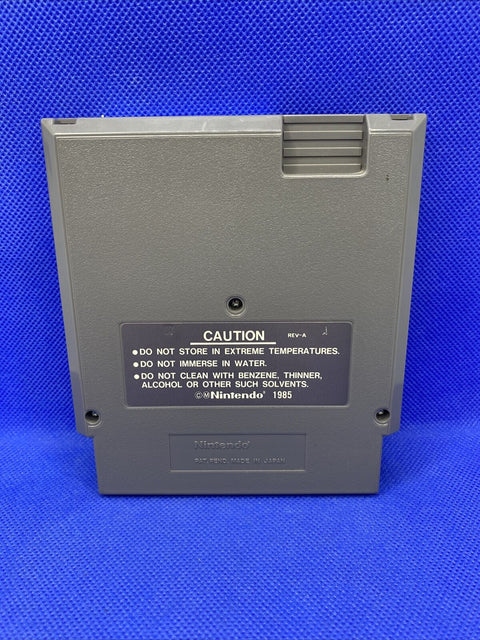 CAUTION REV-A
●DO NOT STORE IN EXTREME TEMPERATURES.
●DO NOT IMMERSE IN WATER.
●DO NOT CLEAN WITH BENZENE, THINNER,
ALCOHOL OR OTHER SUCH SOLVENTS.
©ⓂNintendo® 1985
Nintendo®
PAT. PEND. MADE IN JAPAN